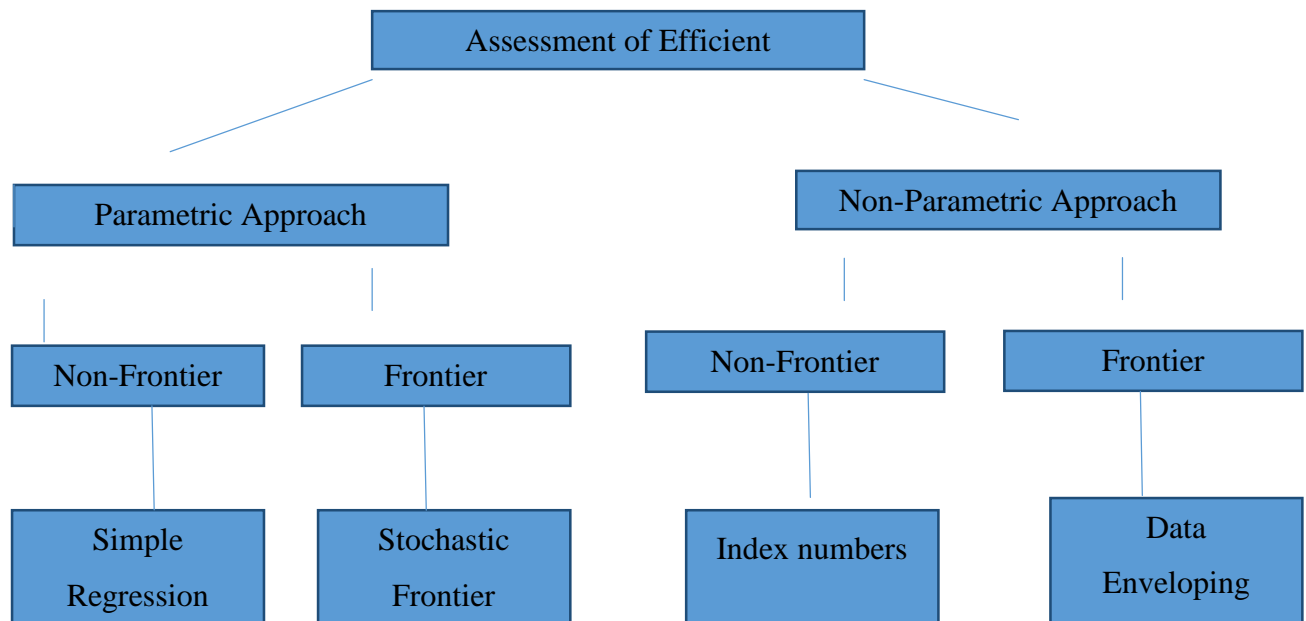 Assessment of Efficient
Parametric Approach
Non-Parametric Approach
Non-Frontier
Frontier
Non-Frontier
Frontier
Simple
Regression
Stochastic
Frontier
Index numbers
Data
Enveloping